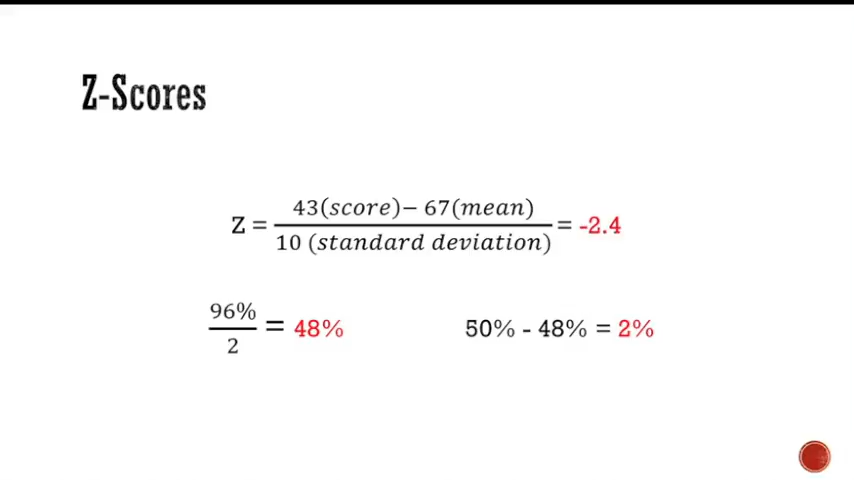 Z-Scores
Z = 43(score)− 67(mean) / 10 (standard deviation) = -2.4
96% / 2 = 48%
50% - 48% = 2%